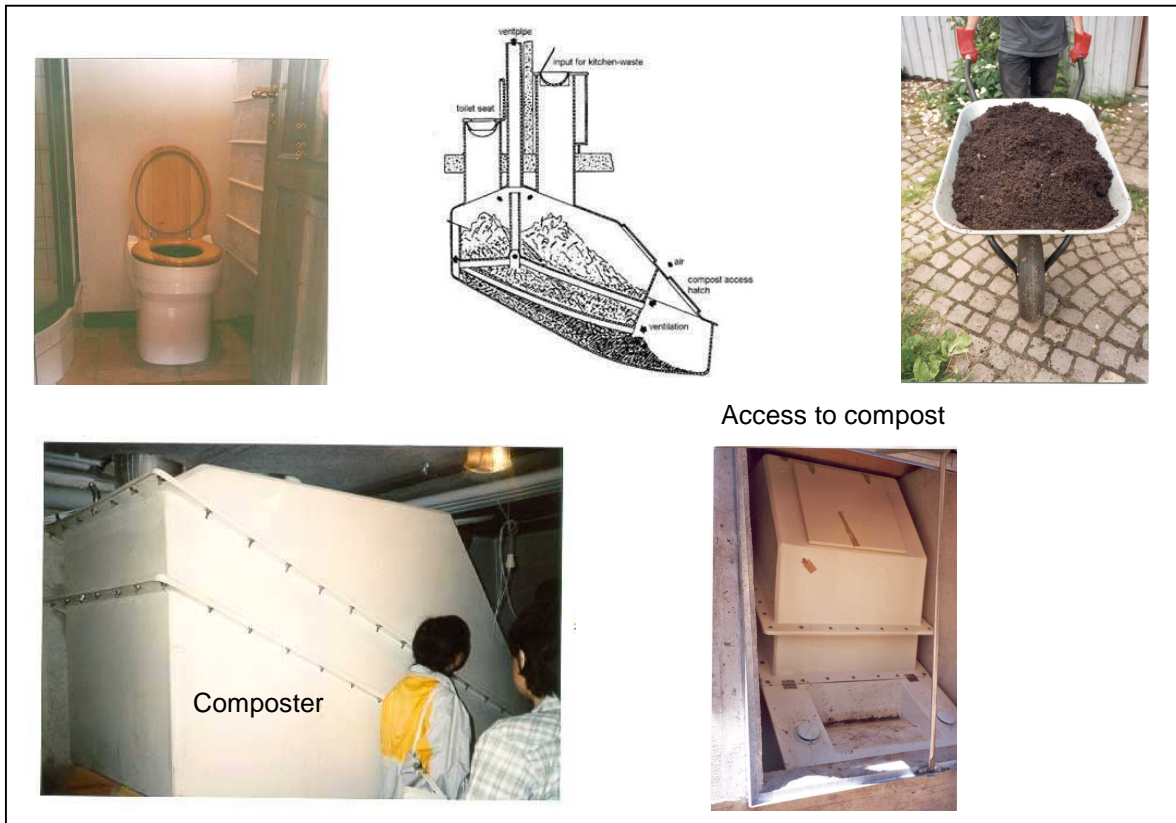 ventpipe
input for kitchen-waste
toilet seat
air
compost access
hatch
ventilation
Access to compost
Composter